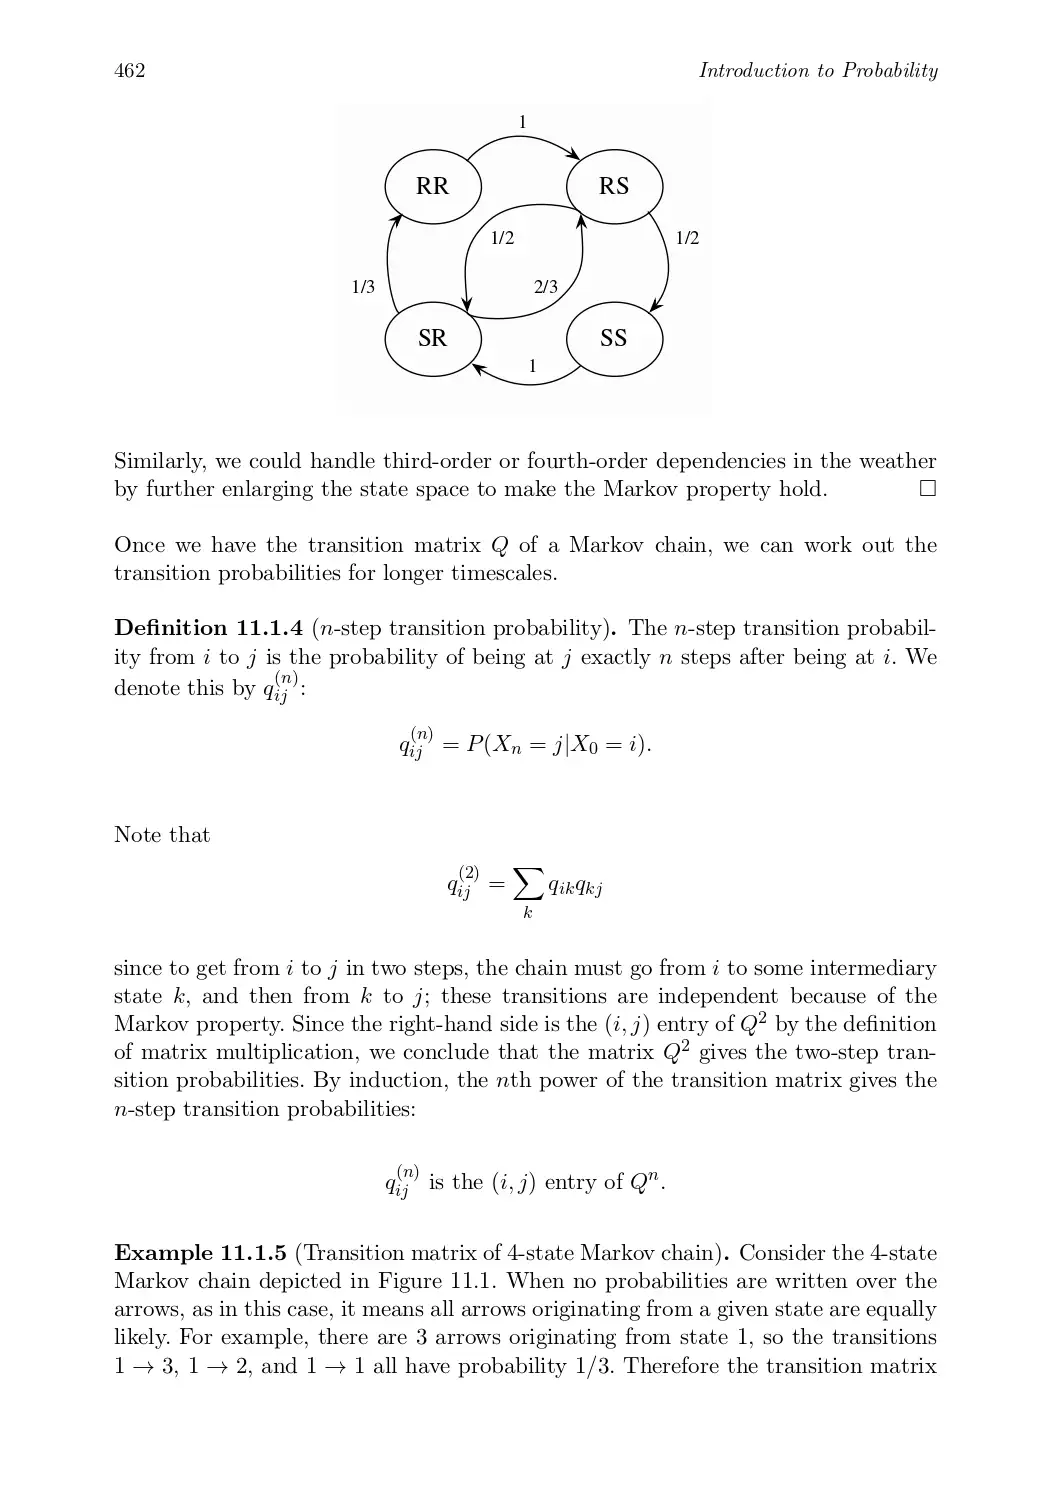 462 Introduction to Probability
1
RR RS
1/2 1/2
1/3 2/3
SR SS
1
Similarly, we could handle third-order or fourth-order dependencies in the weather
by further enlarging the state space to make the Markov property hold. □
Once we have the transition matrix Q of a Markov chain, we can work out the
transition probabilities for longer timescales.
Definition 11.1.4 (n-step transition probability). The n-step transition probabil-
ity from i to j is the probability of being at j exactly n steps after being at i. We
denote this by q_{ij}^{(n)}:
q_{ij}^{(n)} = P(X_n = j|X_0 = i).
Note that
q_{ij}^{(2)} = \sum_k q_{ik}q_{kj}
since to get from i to j in two steps, the chain must go from i to some intermediary
state k, and then from k to j; these transitions are independent because of the
Markov property. Since the right-hand side is the (i, j) entry of Q² by the definition
of matrix multiplication, we conclude that the matrix Q² gives the two-step tran-
sition probabilities. By induction, the nth power of the transition matrix gives the
n-step transition probabilities:
q_{ij}^{(n)} is the (i, j) entry of Qⁿ.
Example 11.1.5 (Transition matrix of 4-state Markov chain). Consider the 4-state
Markov chain depicted in Figure 11.1. When no probabilities are written over the
arrows, as in this case, it means all arrows originating from a given state are equally
likely. For example, there are 3 arrows originating from state 1, so the transitions
1 → 3, 1 → 2, and 1 → 1 all have probability 1/3. Therefore the transition matrix